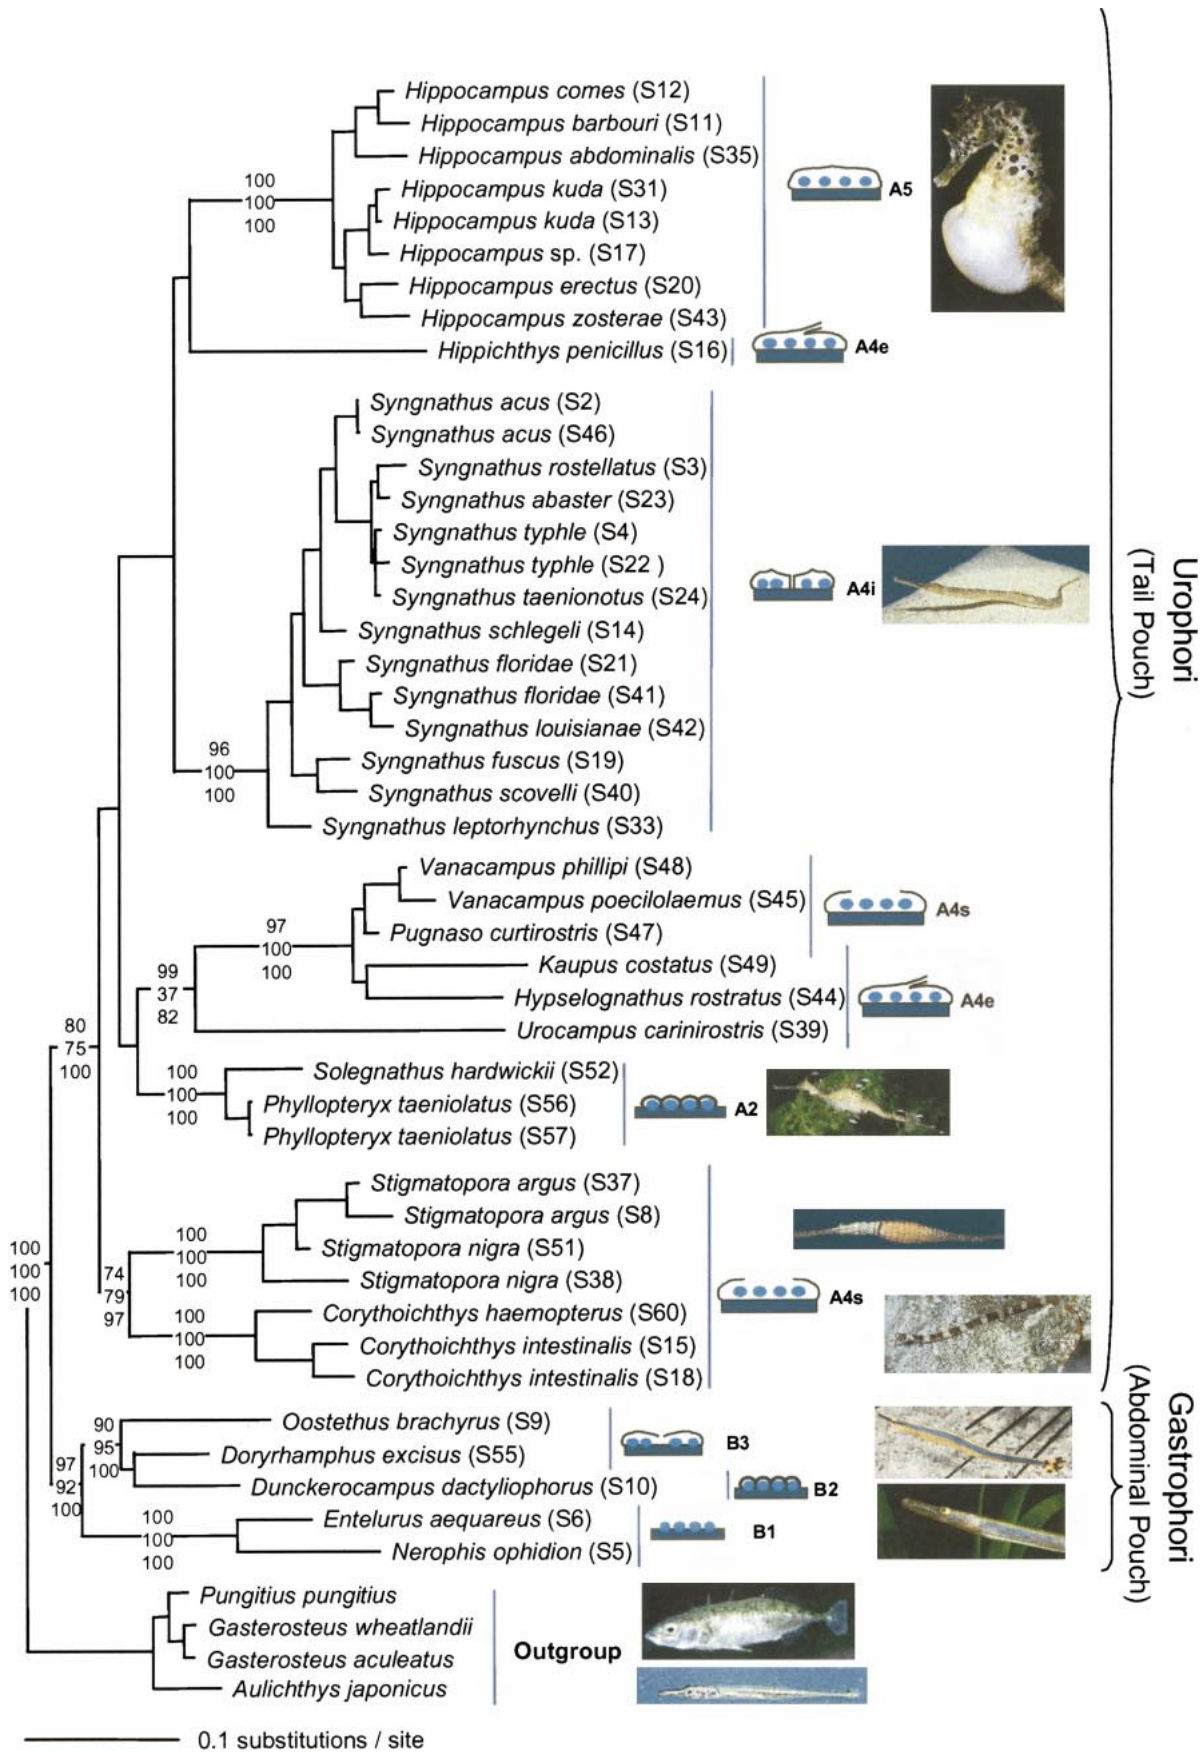 Hippocampus comes (S12)
Hippocampus barbouri (S11)
Hippocampus abdominalis (S35)
100
100
100
Hippocampus kuda (S31)
A5
Hippocampus kuda (S13)
Hippocampus sp. (S17)
Hippocampus erectus (S20)
Hippocampus zosterae (S43)
Hippichthys penicillus (S16)
A4e
Syngnathus acus (S2)
Syngnathus acus (S46)
Syngnathus rostellatus (S3)
Syngnathus abaster (S23)
Syngnathus typhle (S4)
Syngnathus typhle (S22 )
Syngnathus taenionotus (S24)
A4i
Syngnathus schlegeli (S14)
Syngnathus floridae (S21)
Syngnathus floridae (S41)
Syngnathus louisianae (S42)
96
100
100
Syngnathus fuscus (S19)
Syngnathus scovelli (S40)
Syngnathus leptorhynchus (S33)
Urophori
(Tail Pouch)
Vanacampus phillipi (S48)
Vanacampus poecilolaemus (S45)
A4s
97
100
100
Pugnaso curtirostris (S47)
Kaupus costatus (S49)
99
37
82
Hypselognathus rostratus (S44)
A4e
Urocampus carinirostris (S39)
80
75
100
Solegnathus hardwickii (S52)
100
100
100
Phyllopteryx taeniolatus (S56)
A2
Phyllopteryx taeniolatus (S57)
Stigmatopora argus (S37)
Stigmatopora argus (S8)
100
100
100
Stigmatopora nigra (S51)
100
100
100
Stigmatopora nigra (S38)
74
79
97
A4s
Corythoichthys haemopterus (S60)
100
100
100
Corythoichthys intestinalis (S15)
Corythoichthys intestinalis (S18)
Oostethus brachyrus (S9)
90
95
100
B3
Doryrhamphus excisus (S55)
97
92
100
Dunckerocampus dactyliophorus (S10)
B2
Entelurus aequareus (S6)
100
100
100
B1
Nerophis ophidion (S5)
Gastrophori
(Abdominal Pouch)
Pungitius pungitius
Gasterosteus wheatlandii
Outgroup
Gasterosteus aculeatus
Aulichthys japonicus
0.1 substitutions / site